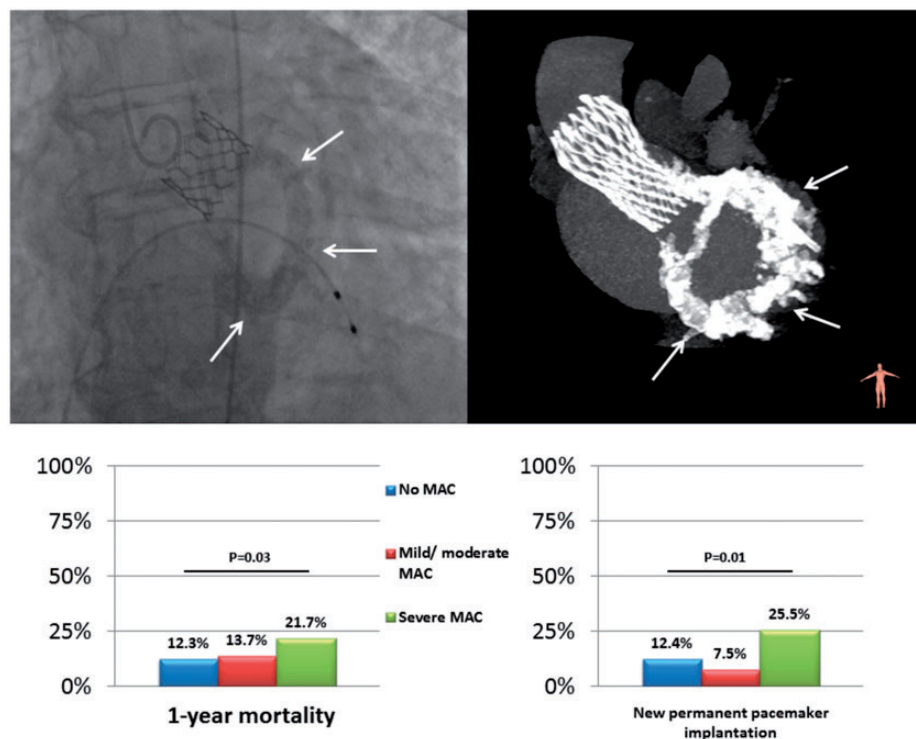 100%
75%
50%
25%
0%
P=0.03
12.3%
13.7%
21.7%
1-year mortality
No MAC
Mild/ moderate
MAC
Severe MAC
100%
75%
50%
25%
0%
P=0.01
12.4%
7.5%
25.5%
New permanent pacemaker
implantation